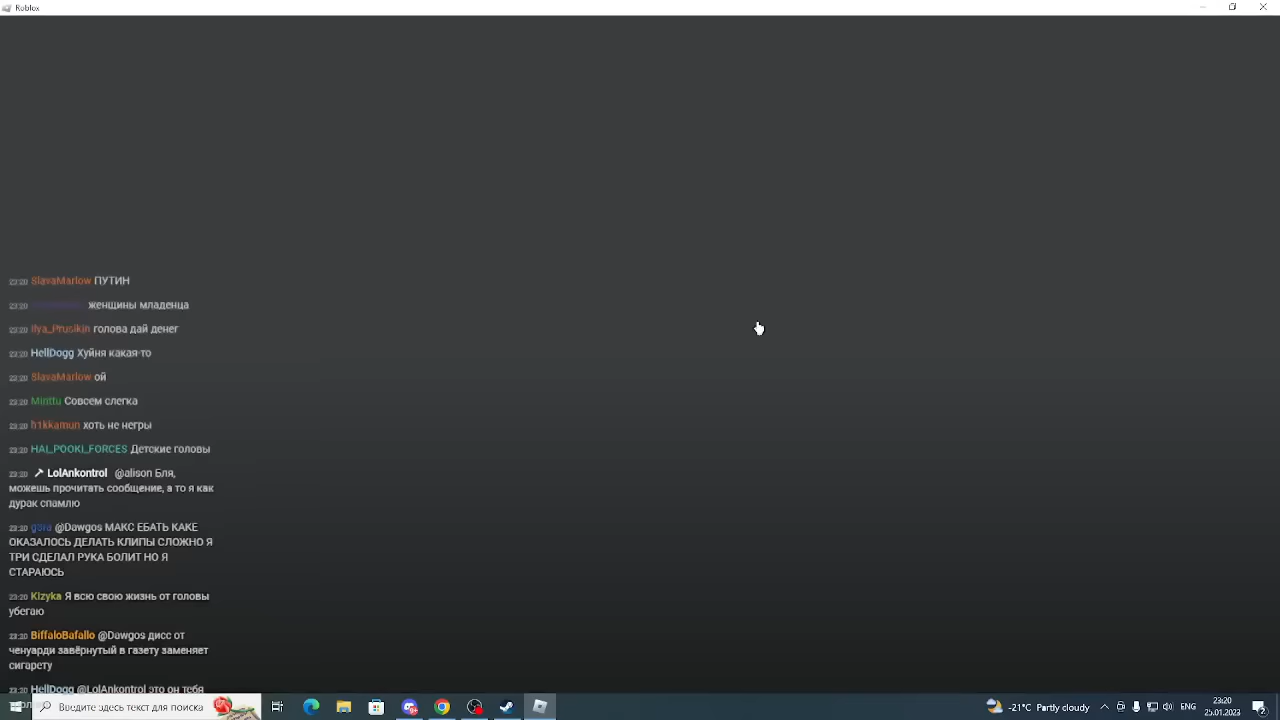 Roblox
23:20 SlavaMarlow ПУТИН
23:20 женщины младенца
23:20 Ilya_Prusikin голова дай денег
23:20 HellDogg Хуйня какая-то
23:20 SlavaMarlow ой
23:20 Minttu Совсем слегка
23:20 h1kkamun хоть не негры
23:20 HAI_POOKI_FORCES Детские головы
23:20 LolAnkontrol @alison Бля,
можешь прочитать сообщение, а то я как
дурак спамлю
23:20 @Dawgos МАКС ЕБАТЬ КАКЕ
ОКАЗАЛОСЬ ДЕЛАТЬ КЛИПЫ СЛОЖНО Я
ТРИ СДЕЛАЛ РУКА БОЛИТ НО Я
СТАРАЮСЬ
23:20 Kizyka Я всю свою жизнь от головы
убегаю
23:20 BiffaloBafallo @Dawgos дисс от
ченуарди завёрнутый в газету заменяет
сигарету
23:20 HellDogg @LolAnkontrol это он тебя
Введите здесь текст для поиска
-21°C Partly cloudy
ENG
23:20
25.01.2023
2